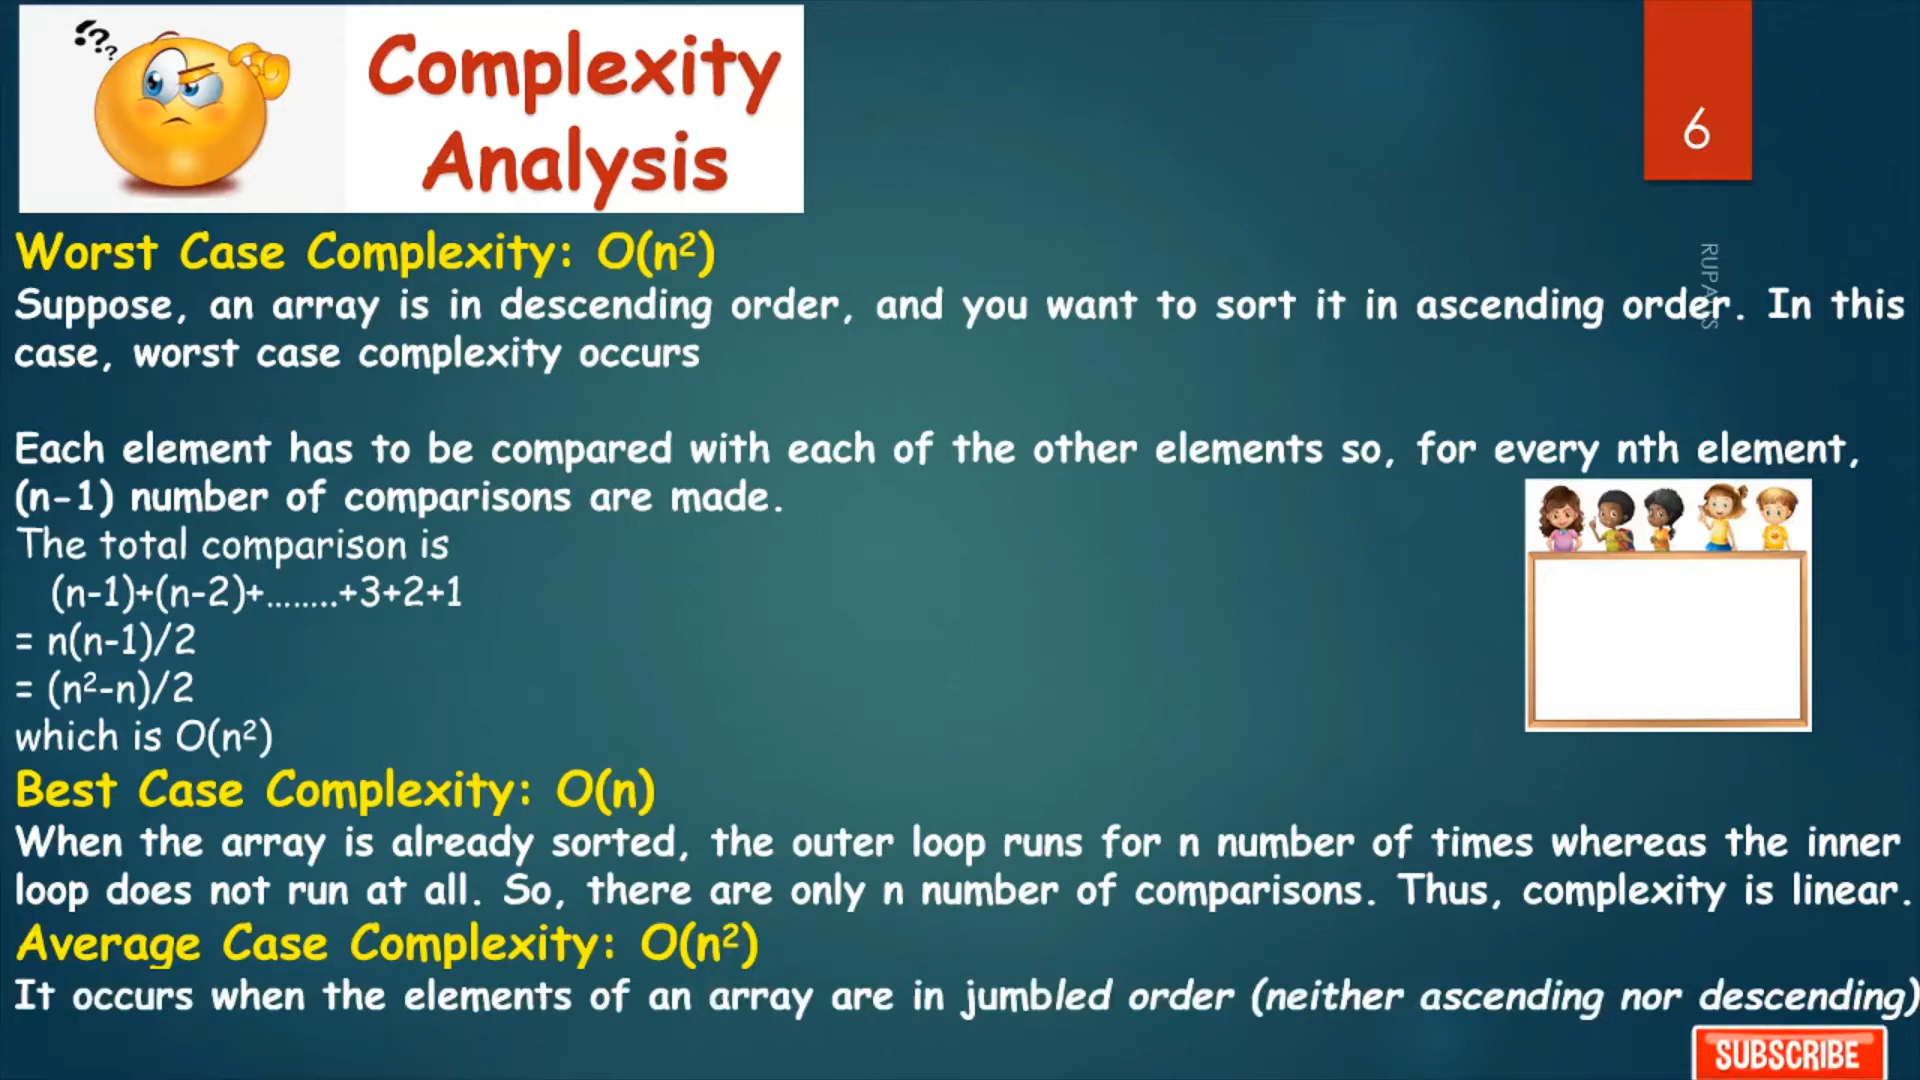 ???
Complexity
Analysis
6
Worst Case Complexity: O(n²)
Suppose, an array is in descending order, and you want to sort it in ascending order. In this
case, worst case complexity occurs
Each element has to be compared with each of the other elements so, for every nth element,
(n-1) number of comparisons are made.
The total comparison is
(n-1)+(n-2)+........+3+2+1
= n(n-1)/2
= (n²-n)/2
which is O(n²)
Best Case Complexity: O(n)
When the array is already sorted, the outer loop runs for n number of times whereas the inner
loop does not run at all. So, there are only n number of comparisons. Thus, complexity is linear.
Average Case Complexity: O(n²)
It occurs when the elements of an array are in jumbled order (neither ascending nor descending)
SUBSCRIBE